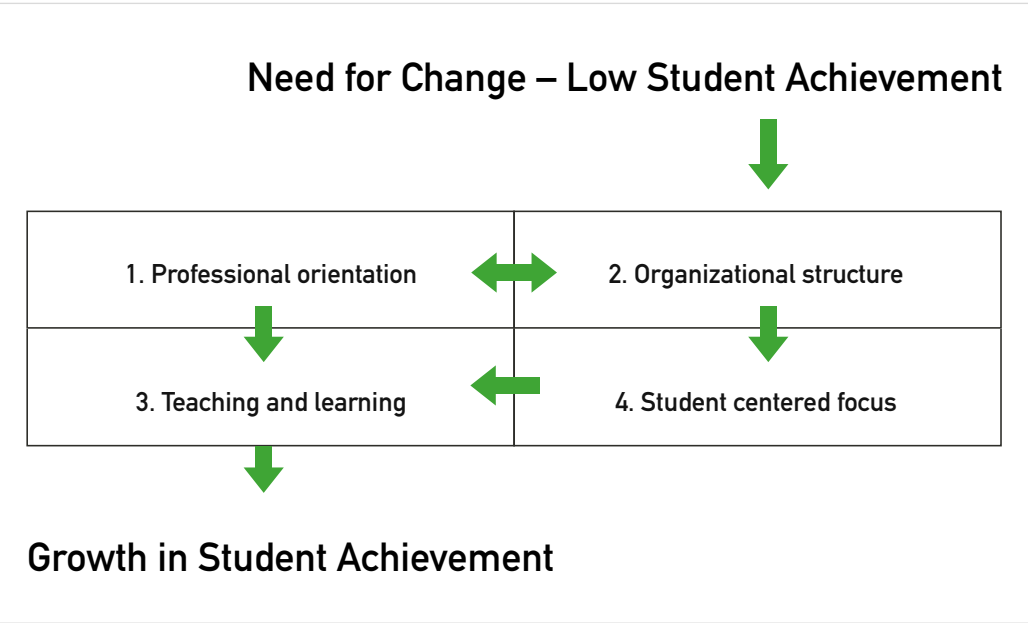 Need for Change – Low Student Achievement
1. Professional orientation
2. Organizational structure
3. Teaching and learning
4. Student centered focus
Growth in Student Achievement